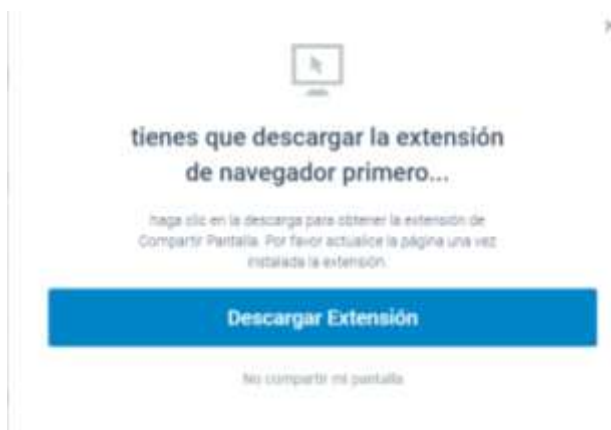 tienes que descargar la extensión
de navegador primero...
haga clic en la descarga para obtener la extensión de
Compartir Pantalla. Por favor actualice la página una vez
instalada la extensión.
Descargar Extensión
No compartir mi pantalla